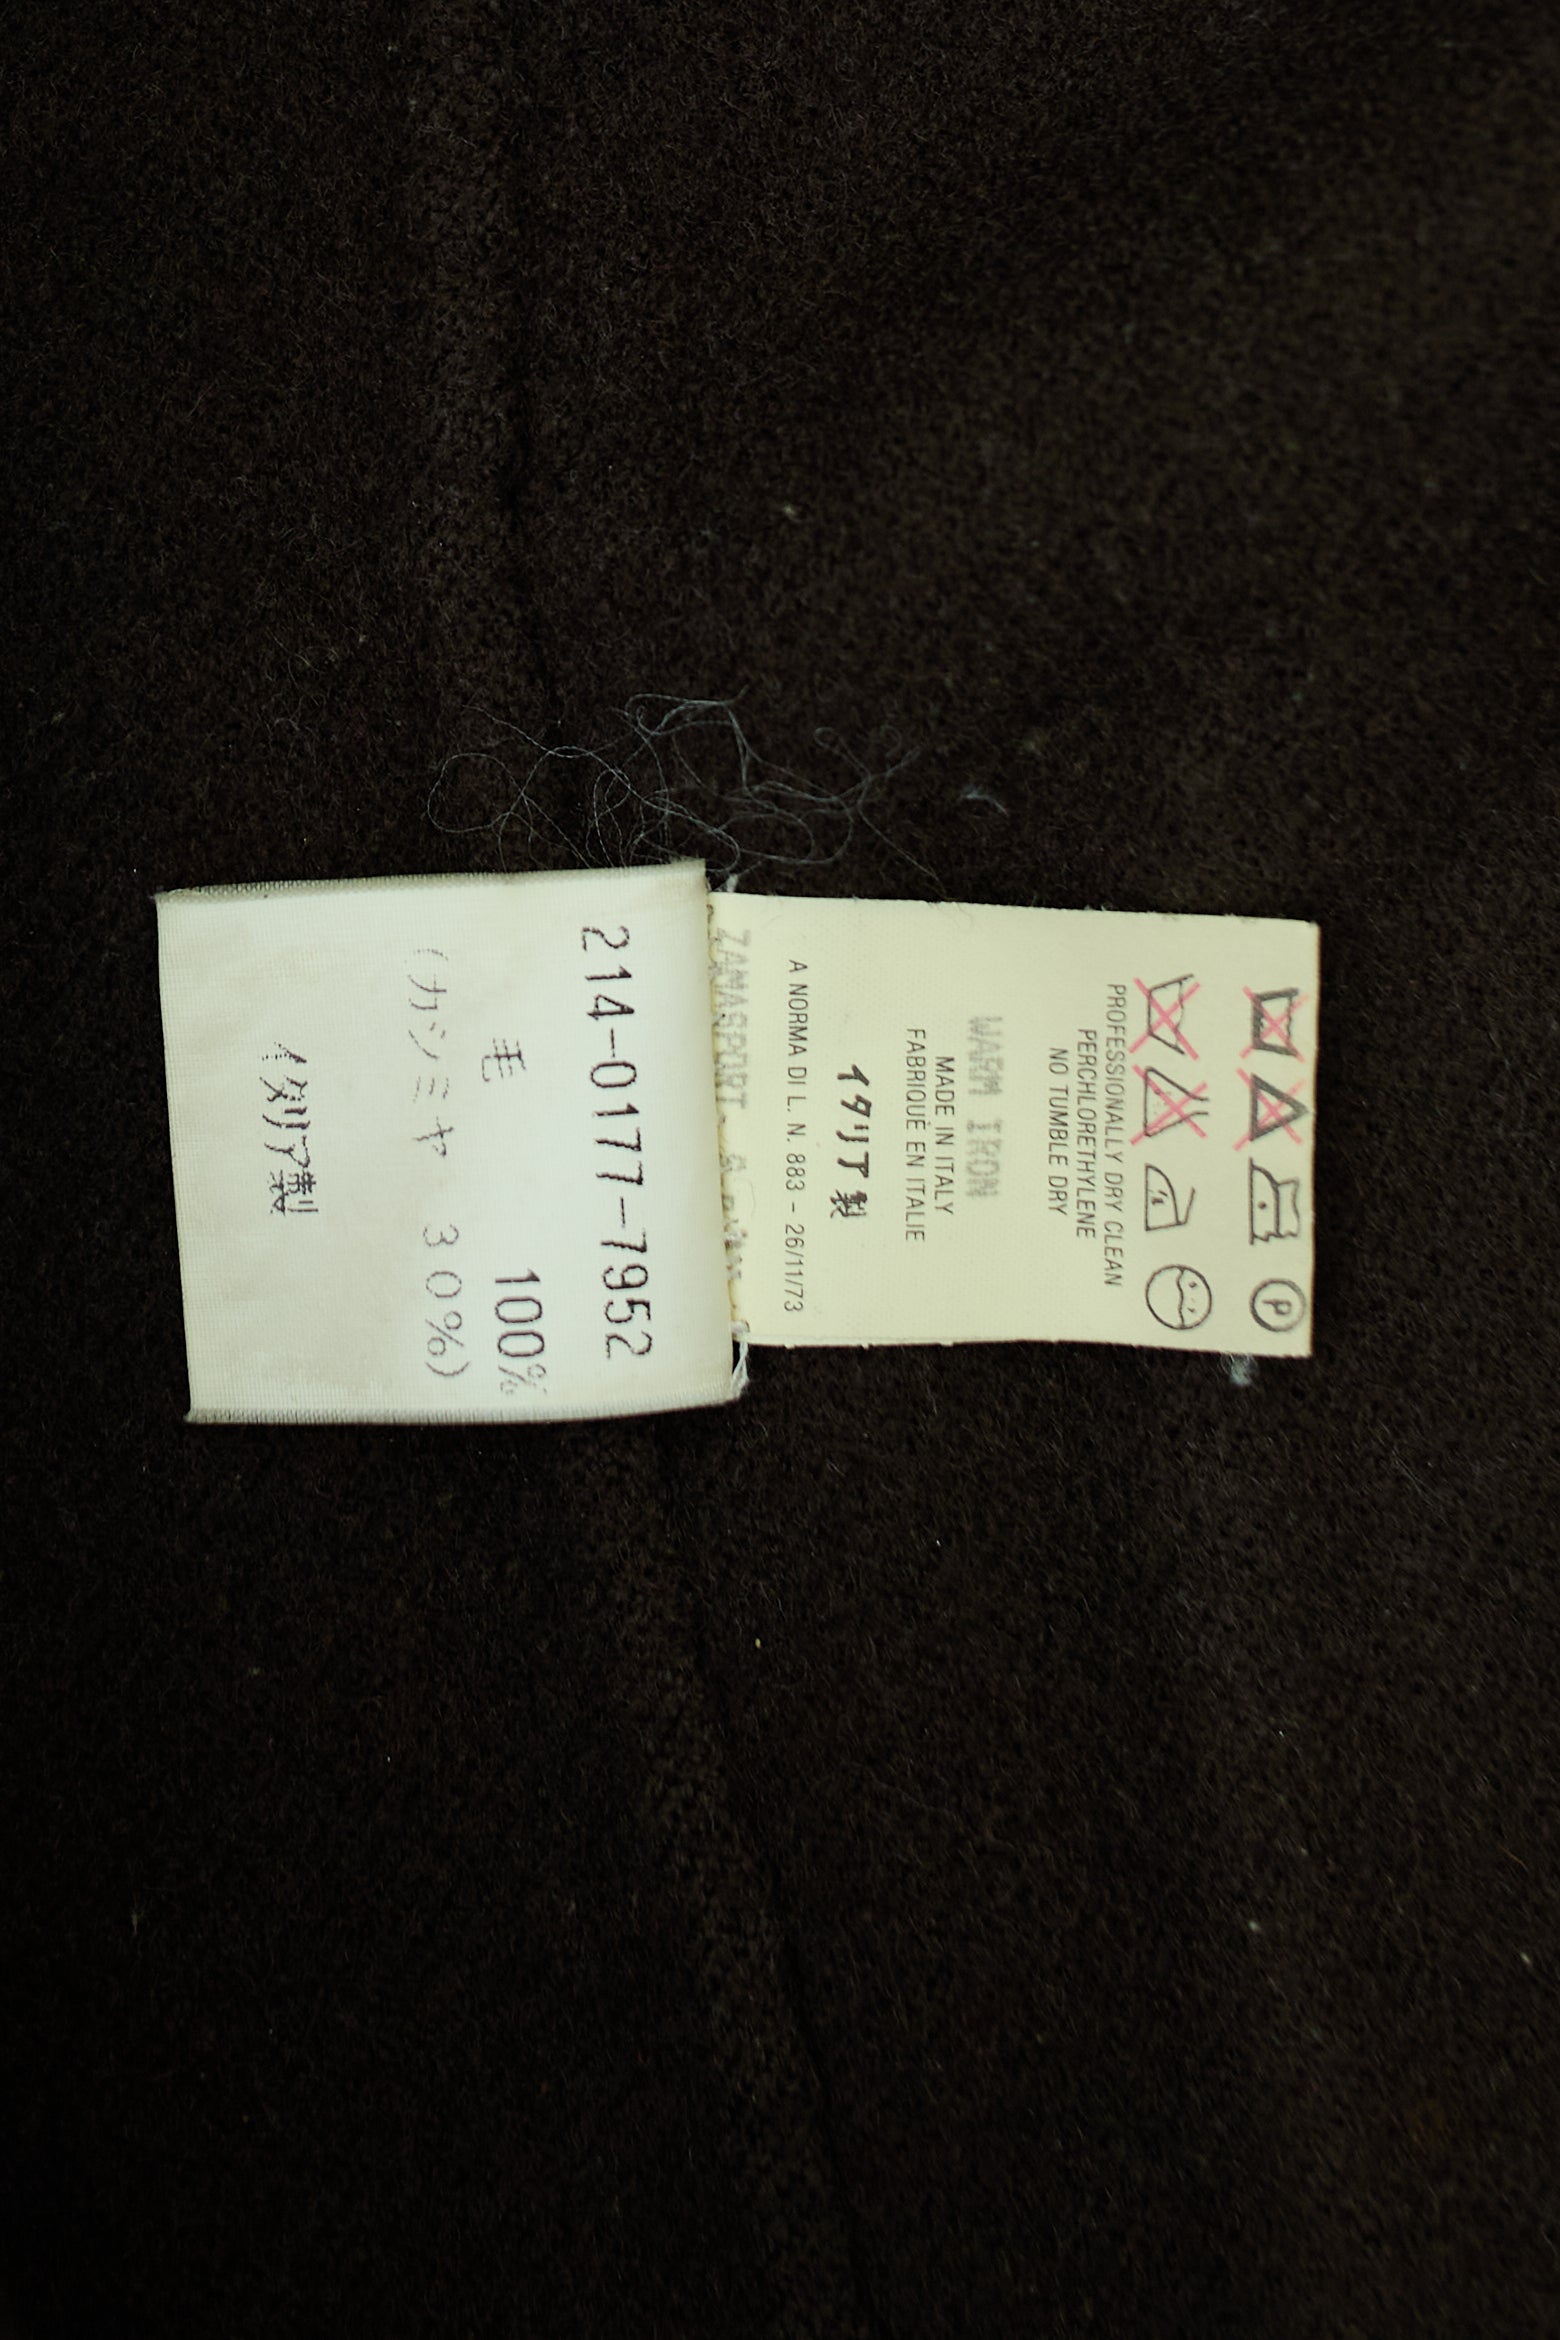 PROFESSIONALLY DRY CLEAN
PERCHLORETHYLENE
NO TUMBLE DRY
WARM IRON
MADE IN ITALY
FABRIQUÉ EN ITALIE
イタリア製
A NORMA DI L. N. 883 - 26/11/73
ZAMASPORT
214-0177-7952
毛 100%
(カシミヤ 30%)
イタリア製
P